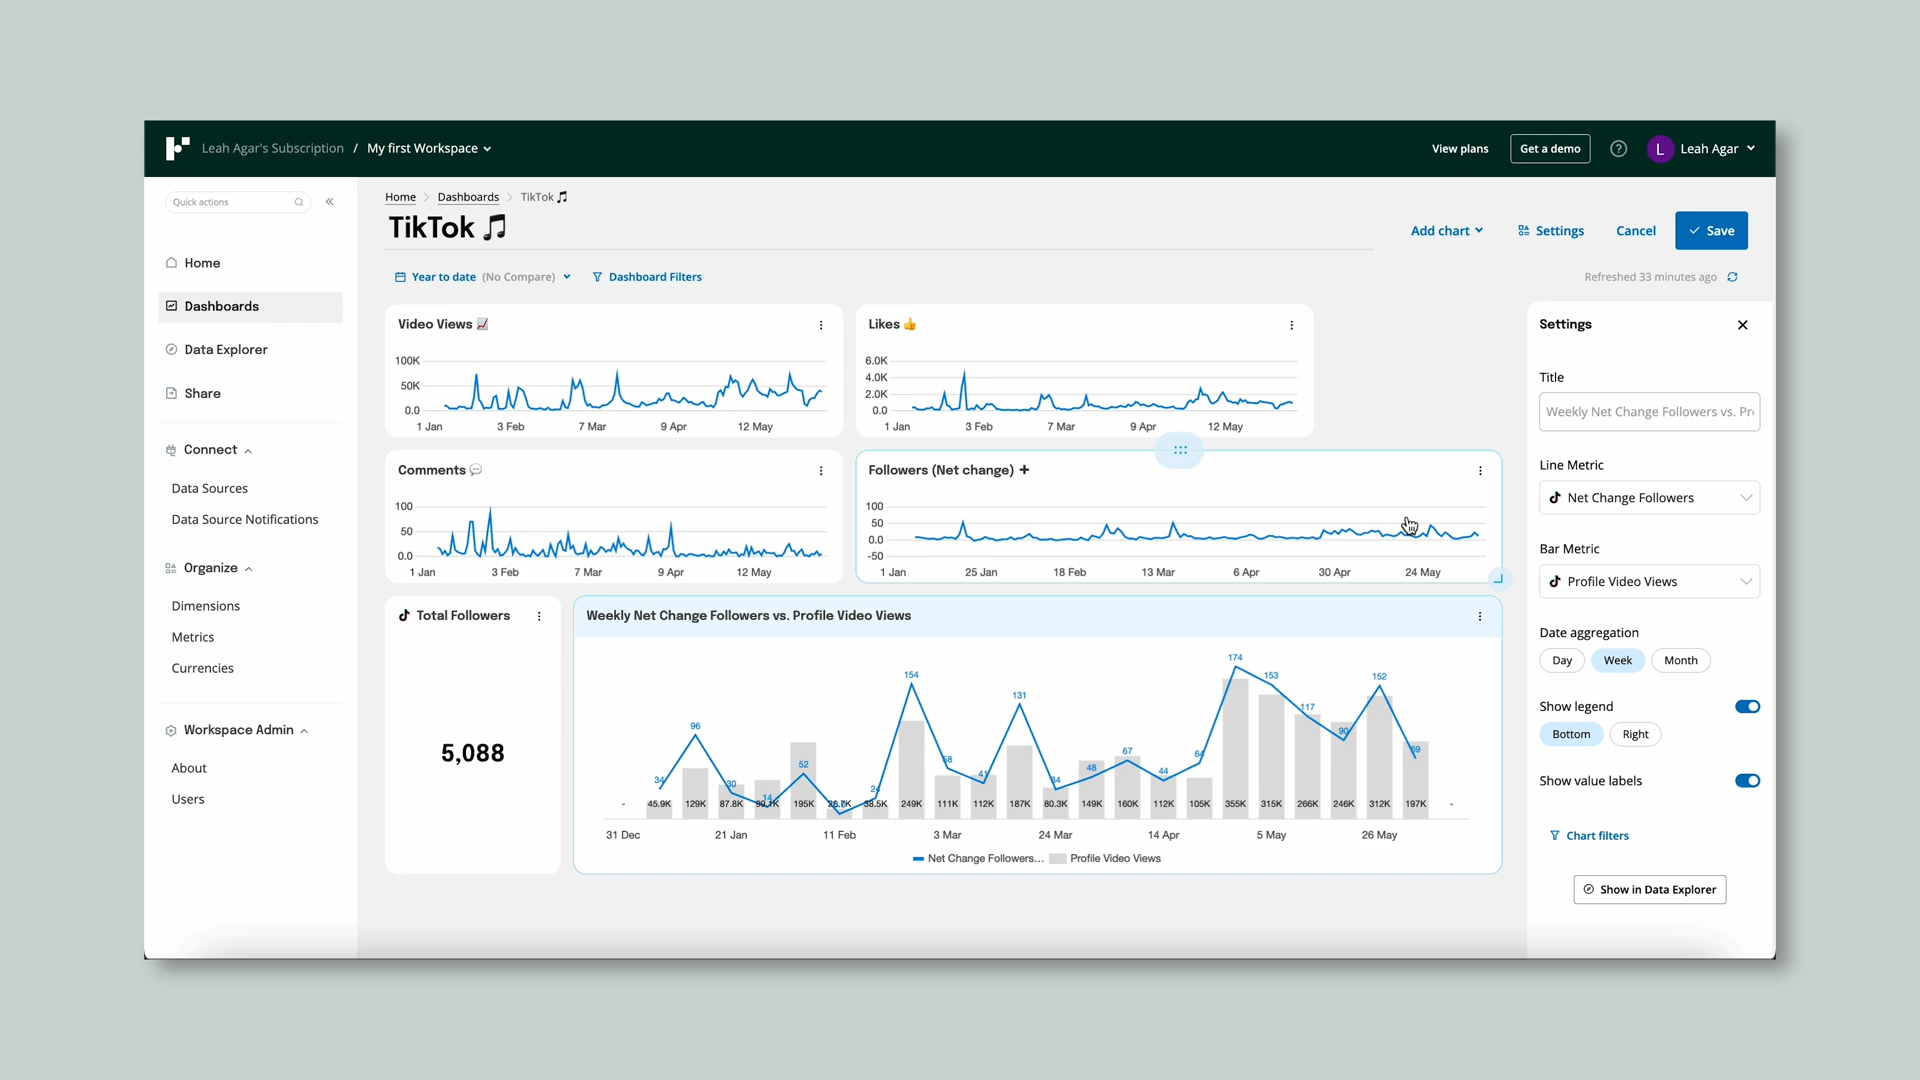 Leah Agar's Subscription / My first Workspace
View plans
Get a demo
L Leah Agar
Quick actions
Home
Dashboards
Data Explorer
Share
Connect
Data Sources
Data Source Notifications
Organize
Dimensions
Metrics
Currencies
Workspace Admin
About
Users
Home > Dashboards > TikTok 🎵
TikTok 🎵
Add chart
Settings
Cancel
Save
Year to date (No Compare)
Dashboard Filters
Refreshed 33 minutes ago
Video Views 📈
100K
50K
0.0
1 Jan 3 Feb 7 Mar 9 Apr 12 May
Likes 👍
6.0K
4.0K
2.0K
0.0
1 Jan 3 Feb 7 Mar 9 Apr 12 May
Comments 💬
100
50
0.0
1 Jan 3 Feb 7 Mar 9 Apr 12 May
Followers (Net change) +
100
50
0.0
-50
1 Jan 25 Jan 18 Feb 13 Mar 6 Apr 30 Apr 24 May
Total Followers
5,088
Weekly Net Change Followers vs. Profile Video Views
34 96 30 14 52 24 154 58 41 131 48 67 44 64 174 153 117 90 152
- 45.9K 129K 87.8K 195K 38.5K 249K 111K 112K 187K 80.3K 149K 160K 112K 105K 355K 315K 266K 246K 312K 197K -
31 Dec 21 Jan 11 Feb 3 Mar 24 Mar 14 Apr 5 May 26 May
Net Change Followers... Profile Video Views
Settings
Title
Weekly Net Change Followers vs. Pr
Line Metric
Net Change Followers
Bar Metric
Profile Video Views
Date aggregation
Day Week Month
Show legend
Bottom Right
Show value labels
Chart filters
Show in Data Explorer